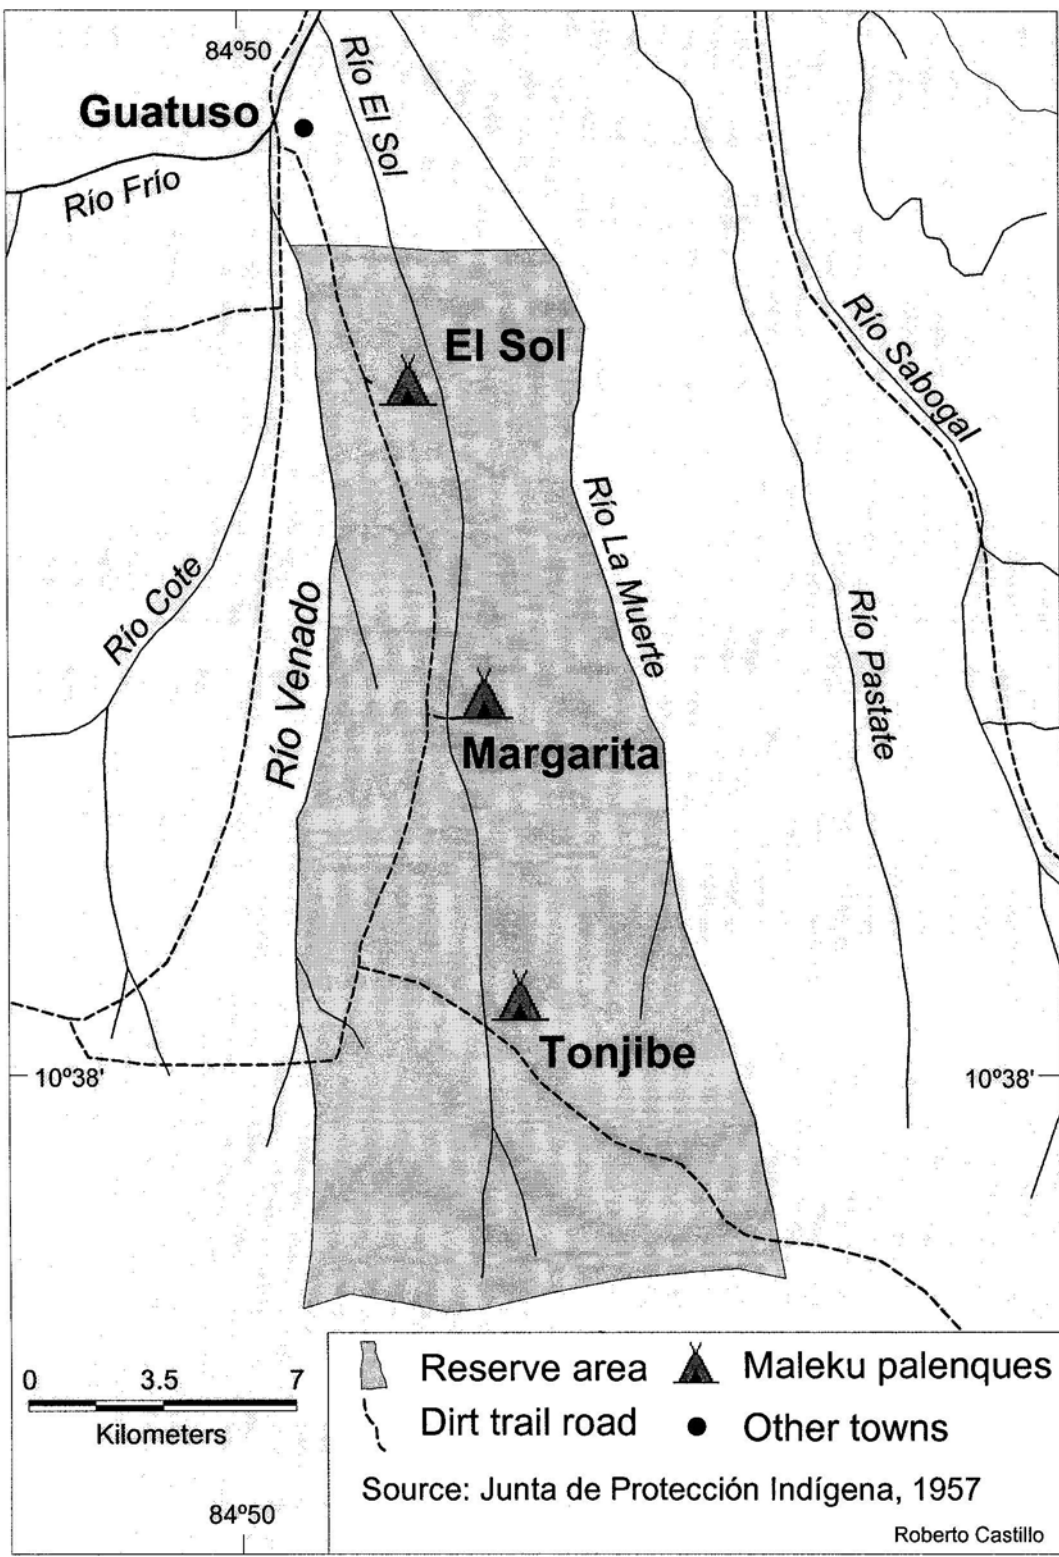 84º50
Guatuso
Río El Sol
Río Frío
El Sol
Río Sabogal
Río La Muerte
Río Cote
Río Venado
Río Pastate
Margarita
Tonjibe
10º38'
10º38'
0 3.5 7
Kilometers
84º50
Reserve area
Maleku palenques
Dirt trail road
Other towns
Source: Junta de Protección Indígena, 1957
Roberto Castillo